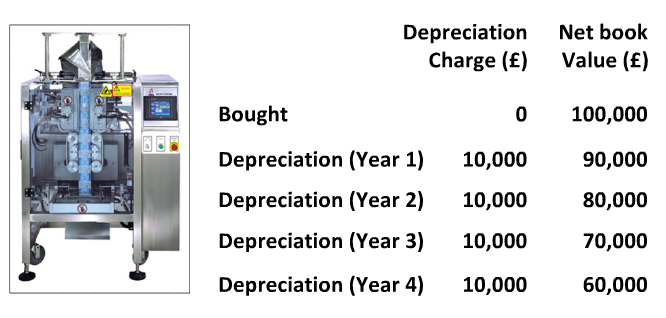 Depreciation Net book
Charge (£) Value (£)
Bought 0 100,000
Depreciation (Year 1) 10,000 90,000
Depreciation (Year 2) 10,000 80,000
Depreciation (Year 3) 10,000 70,000
Depreciation (Year 4) 10,000 60,000